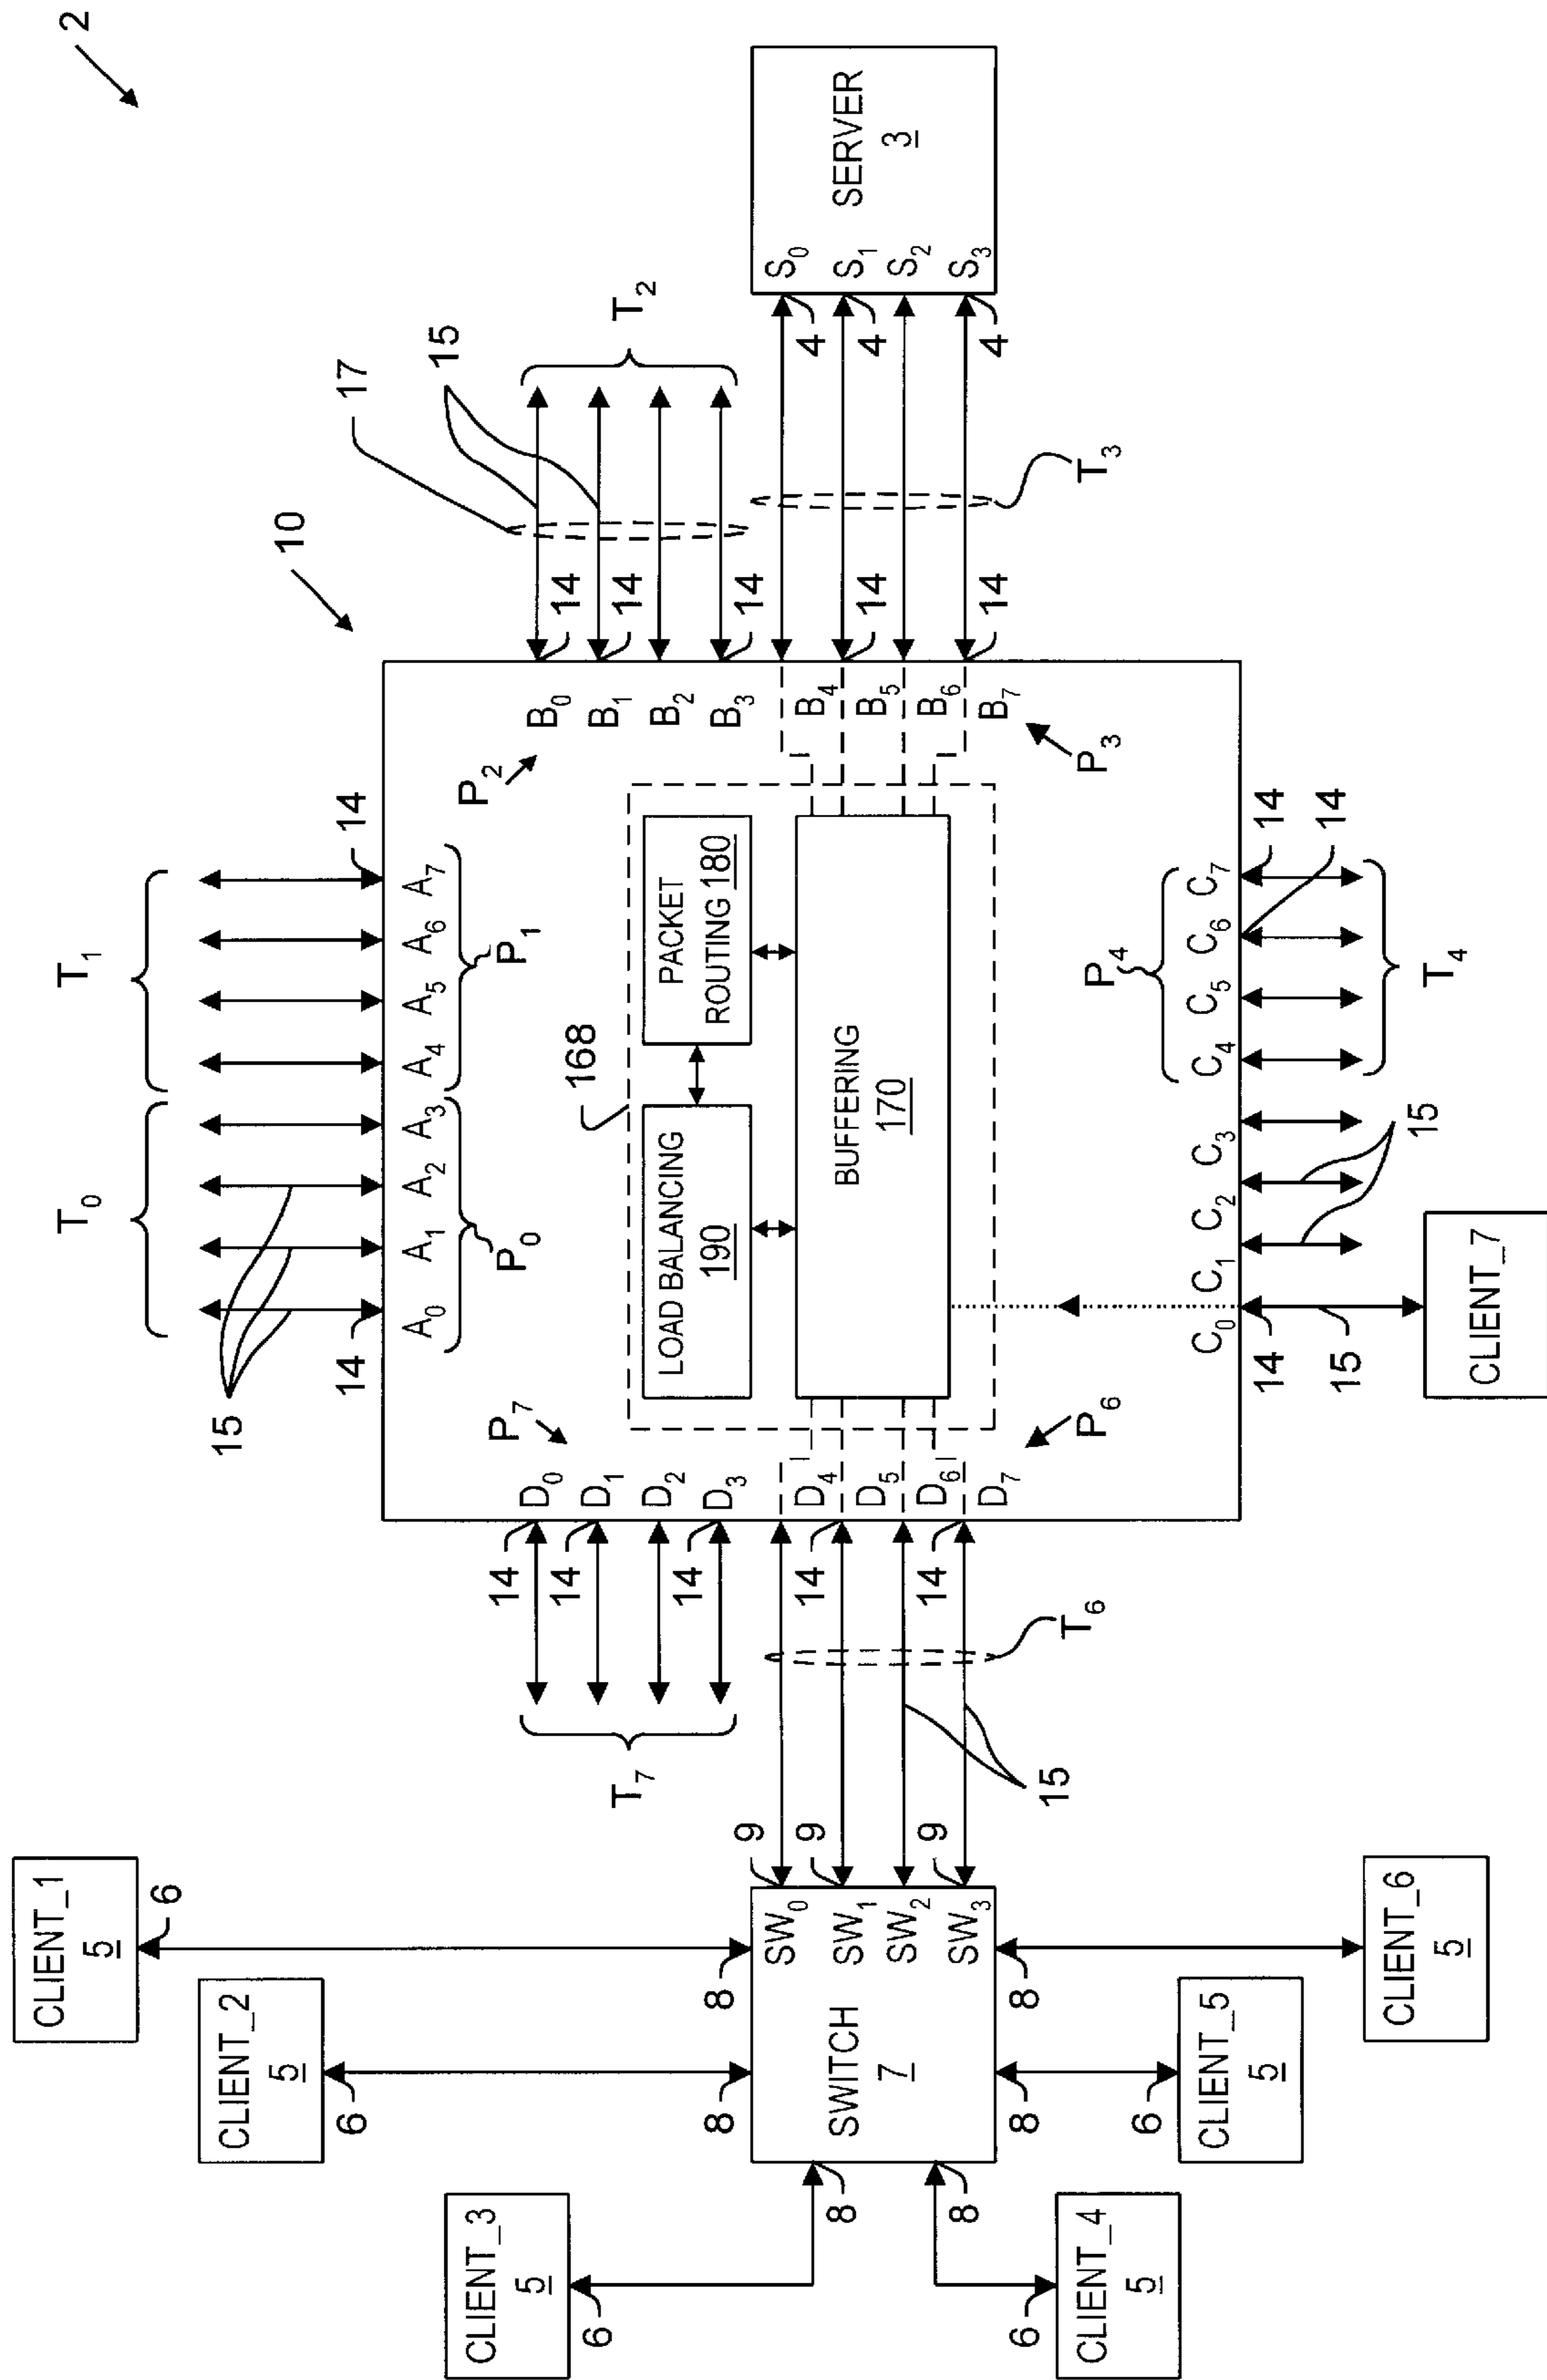 2
CLIENT_1
5
6
CLIENT_2
5
6
CLIENT_3
5
6
CLIENT_4
5
6
CLIENT_5
5
6
CLIENT_6
5
SWITCH
7
8
8
8
8
8
8
SW₀
SW₁
SW₂
SW₃
9
9
9
T₇
T₆
15
14
14
14
14
14
D₀
D₁
D₂
D₃
D₄
D₅
D₆
D₇
P₇
P₆
10
T₀
T₁
15
14
14
A₀
A₁
A₂
A₃
A₄
A₅
A₆
A₇
P₀
P₁
168
LOAD BALANCING
190
PACKET
ROUTING 180
BUFFERING
170
P₂
P₃
B₀
B₁
B₂
B₃
B₄
B₅
B₆
B₇
14
14
14
14
14
17
15
T₂
T₃
4
4
4
S₀
S₁
S₂
S₃
SERVER
3
C₀
C₁
C₂
C₃
C₄
C₅
C₆
C₇
P₄
14
14
14
15
15
T₄
CLIENT_7